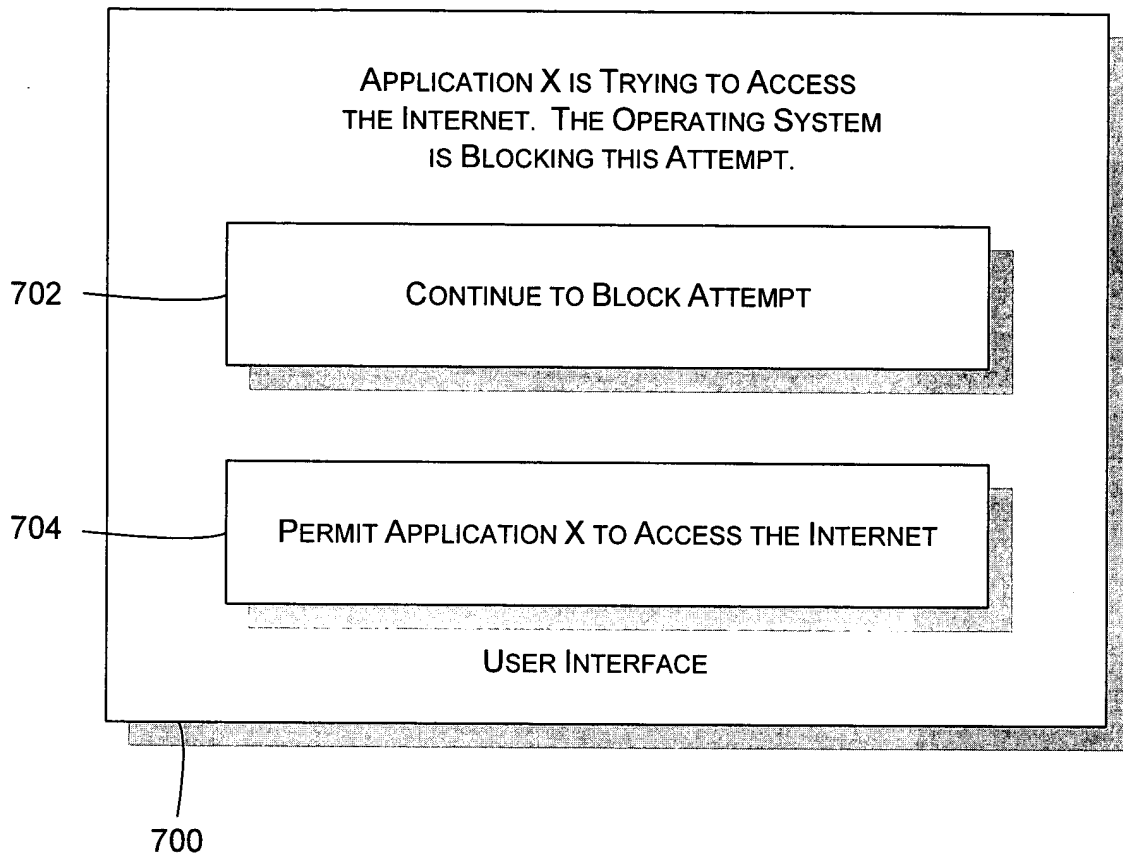 APPLICATION X IS TRYING TO ACCESS
THE INTERNET. THE OPERATING SYSTEM
IS BLOCKING THIS ATTEMPT.
702
CONTINUE TO BLOCK ATTEMPT
704
PERMIT APPLICATION X TO ACCESS THE INTERNET
USER INTERFACE
700